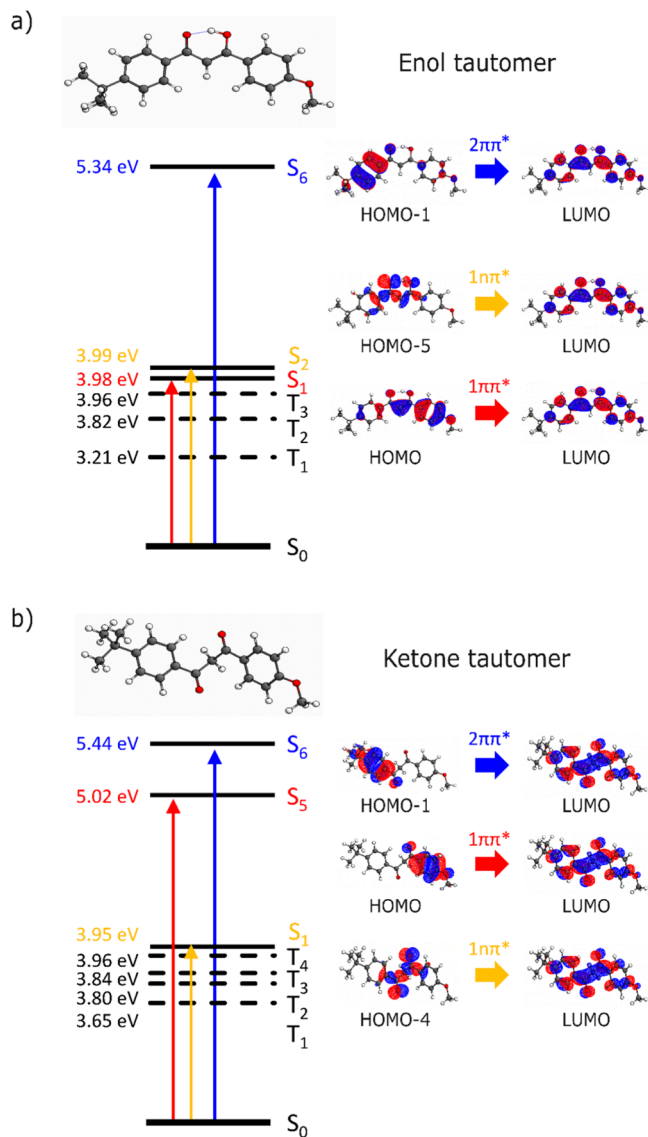 a)
Enol tautomer
5.34 eV
S6
2ππ*
HOMO-1
LUMO
1nπ*
HOMO-5
LUMO
3.99 eV
S2
3.98 eV
S1
3.96 eV
T3
3.82 eV
T2
3.21 eV
T1
1ππ*
HOMO
LUMO
S0
b)
Ketone tautomer
5.44 eV
S6
2ππ*
HOMO-1
LUMO
5.02 eV
S5
1ππ*
HOMO
LUMO
3.95 eV
S1
3.96 eV
T4
3.84 eV
T3
3.80 eV
T2
3.65 eV
T1
1nπ*
HOMO-4
LUMO
S0